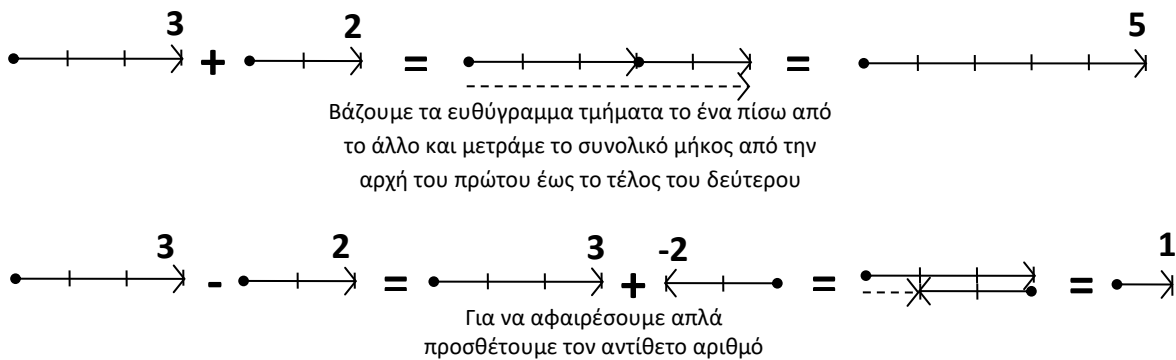 3 + 2 = = 5
Βάζουμε τα ευθύγραμμα τμήματα το ένα πίσω από
το άλλο και μετράμε το συνολικό μήκος από την
αρχή του πρώτου έως το τέλος του δεύτερου
3 - 2 = 3 + -2 = = 1
Για να αφαιρέσουμε απλά
προσθέτουμε τον αντίθετο αριθμό